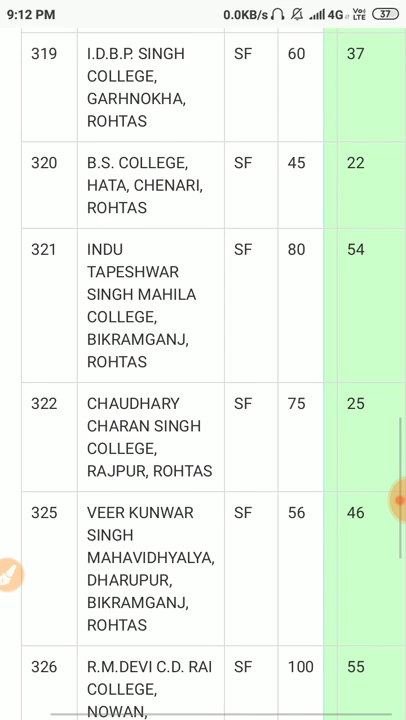 9:12 PM 0.0KB/s 4G Vo LTE 37
319 I.D.B.P. SINGH SF 60 37
COLLEGE,
GARHNOKHA,
ROHTAS
320 B.S. COLLEGE, SF 45 22
HATA, CHENARI,
ROHTAS
321 INDU SF 80 54
TAPESHWAR
SINGH MAHILA
COLLEGE,
BIKRAMGANJ,
ROHTAS
322 CHAUDHARY SF 75 25
CHARAN SINGH
COLLEGE,
RAJPUR, ROHTAS
325 VEER KUNWAR SF 56 46
SINGH
MAHAVIDHYALYA,
DHARUPUR,
BIKRAMGANJ,
ROHTAS
326 R.M.DEVI C.D. RAI SF 100 55
COLLEGE,
NOWAN,